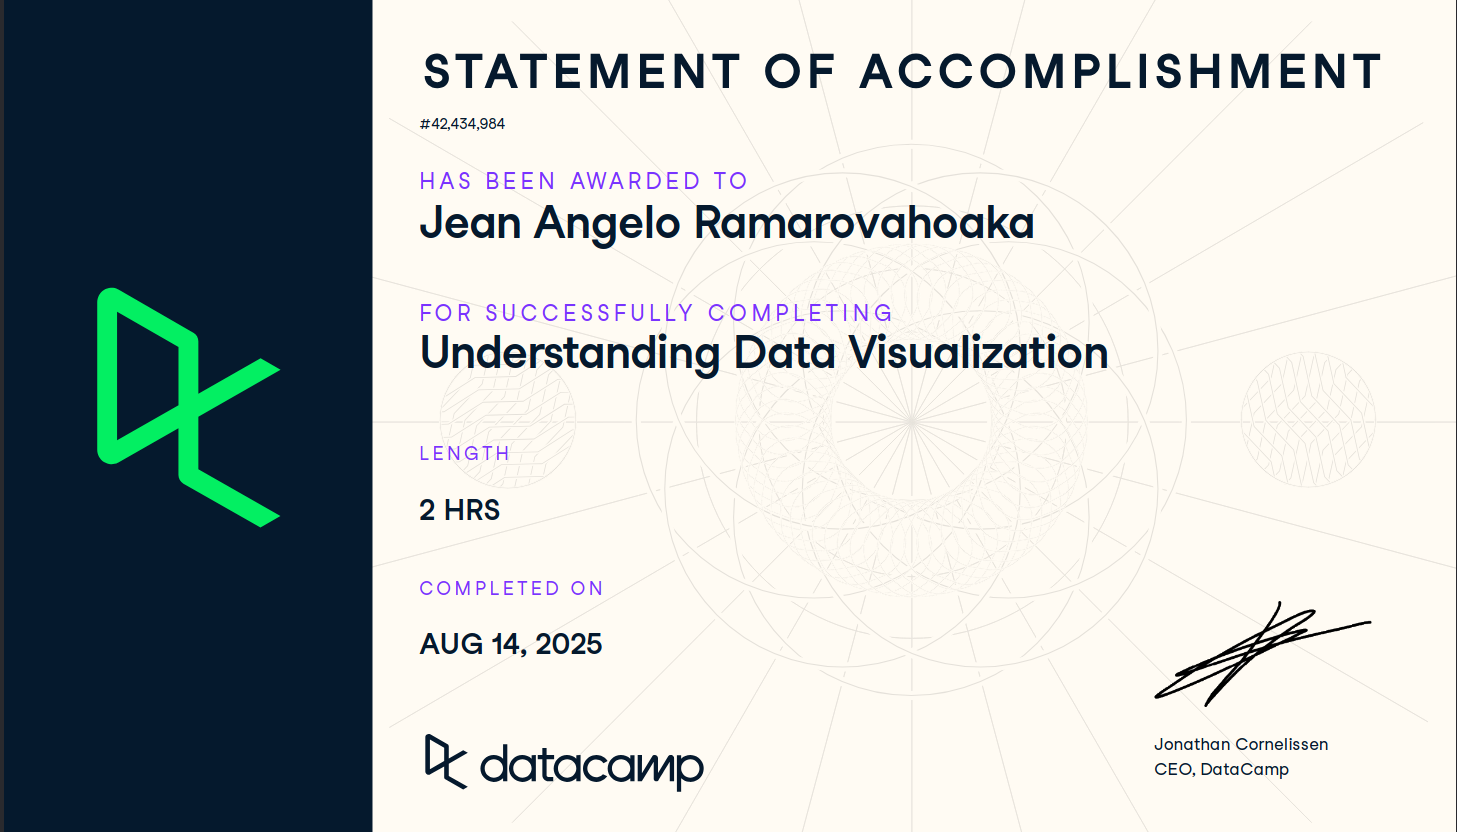 STATEMENT OF ACCOMPLISHMENT
#42,434,984
HAS BEEN AWARDED TO
Jean Angelo Ramarovahoaka
FOR SUCCESSFULLY COMPLETING
Understanding Data Visualization
LENGTH
2 HRS
COMPLETED ON
AUG 14, 2025
datacamp
Jonathan Cornelissen
CEO, DataCamp